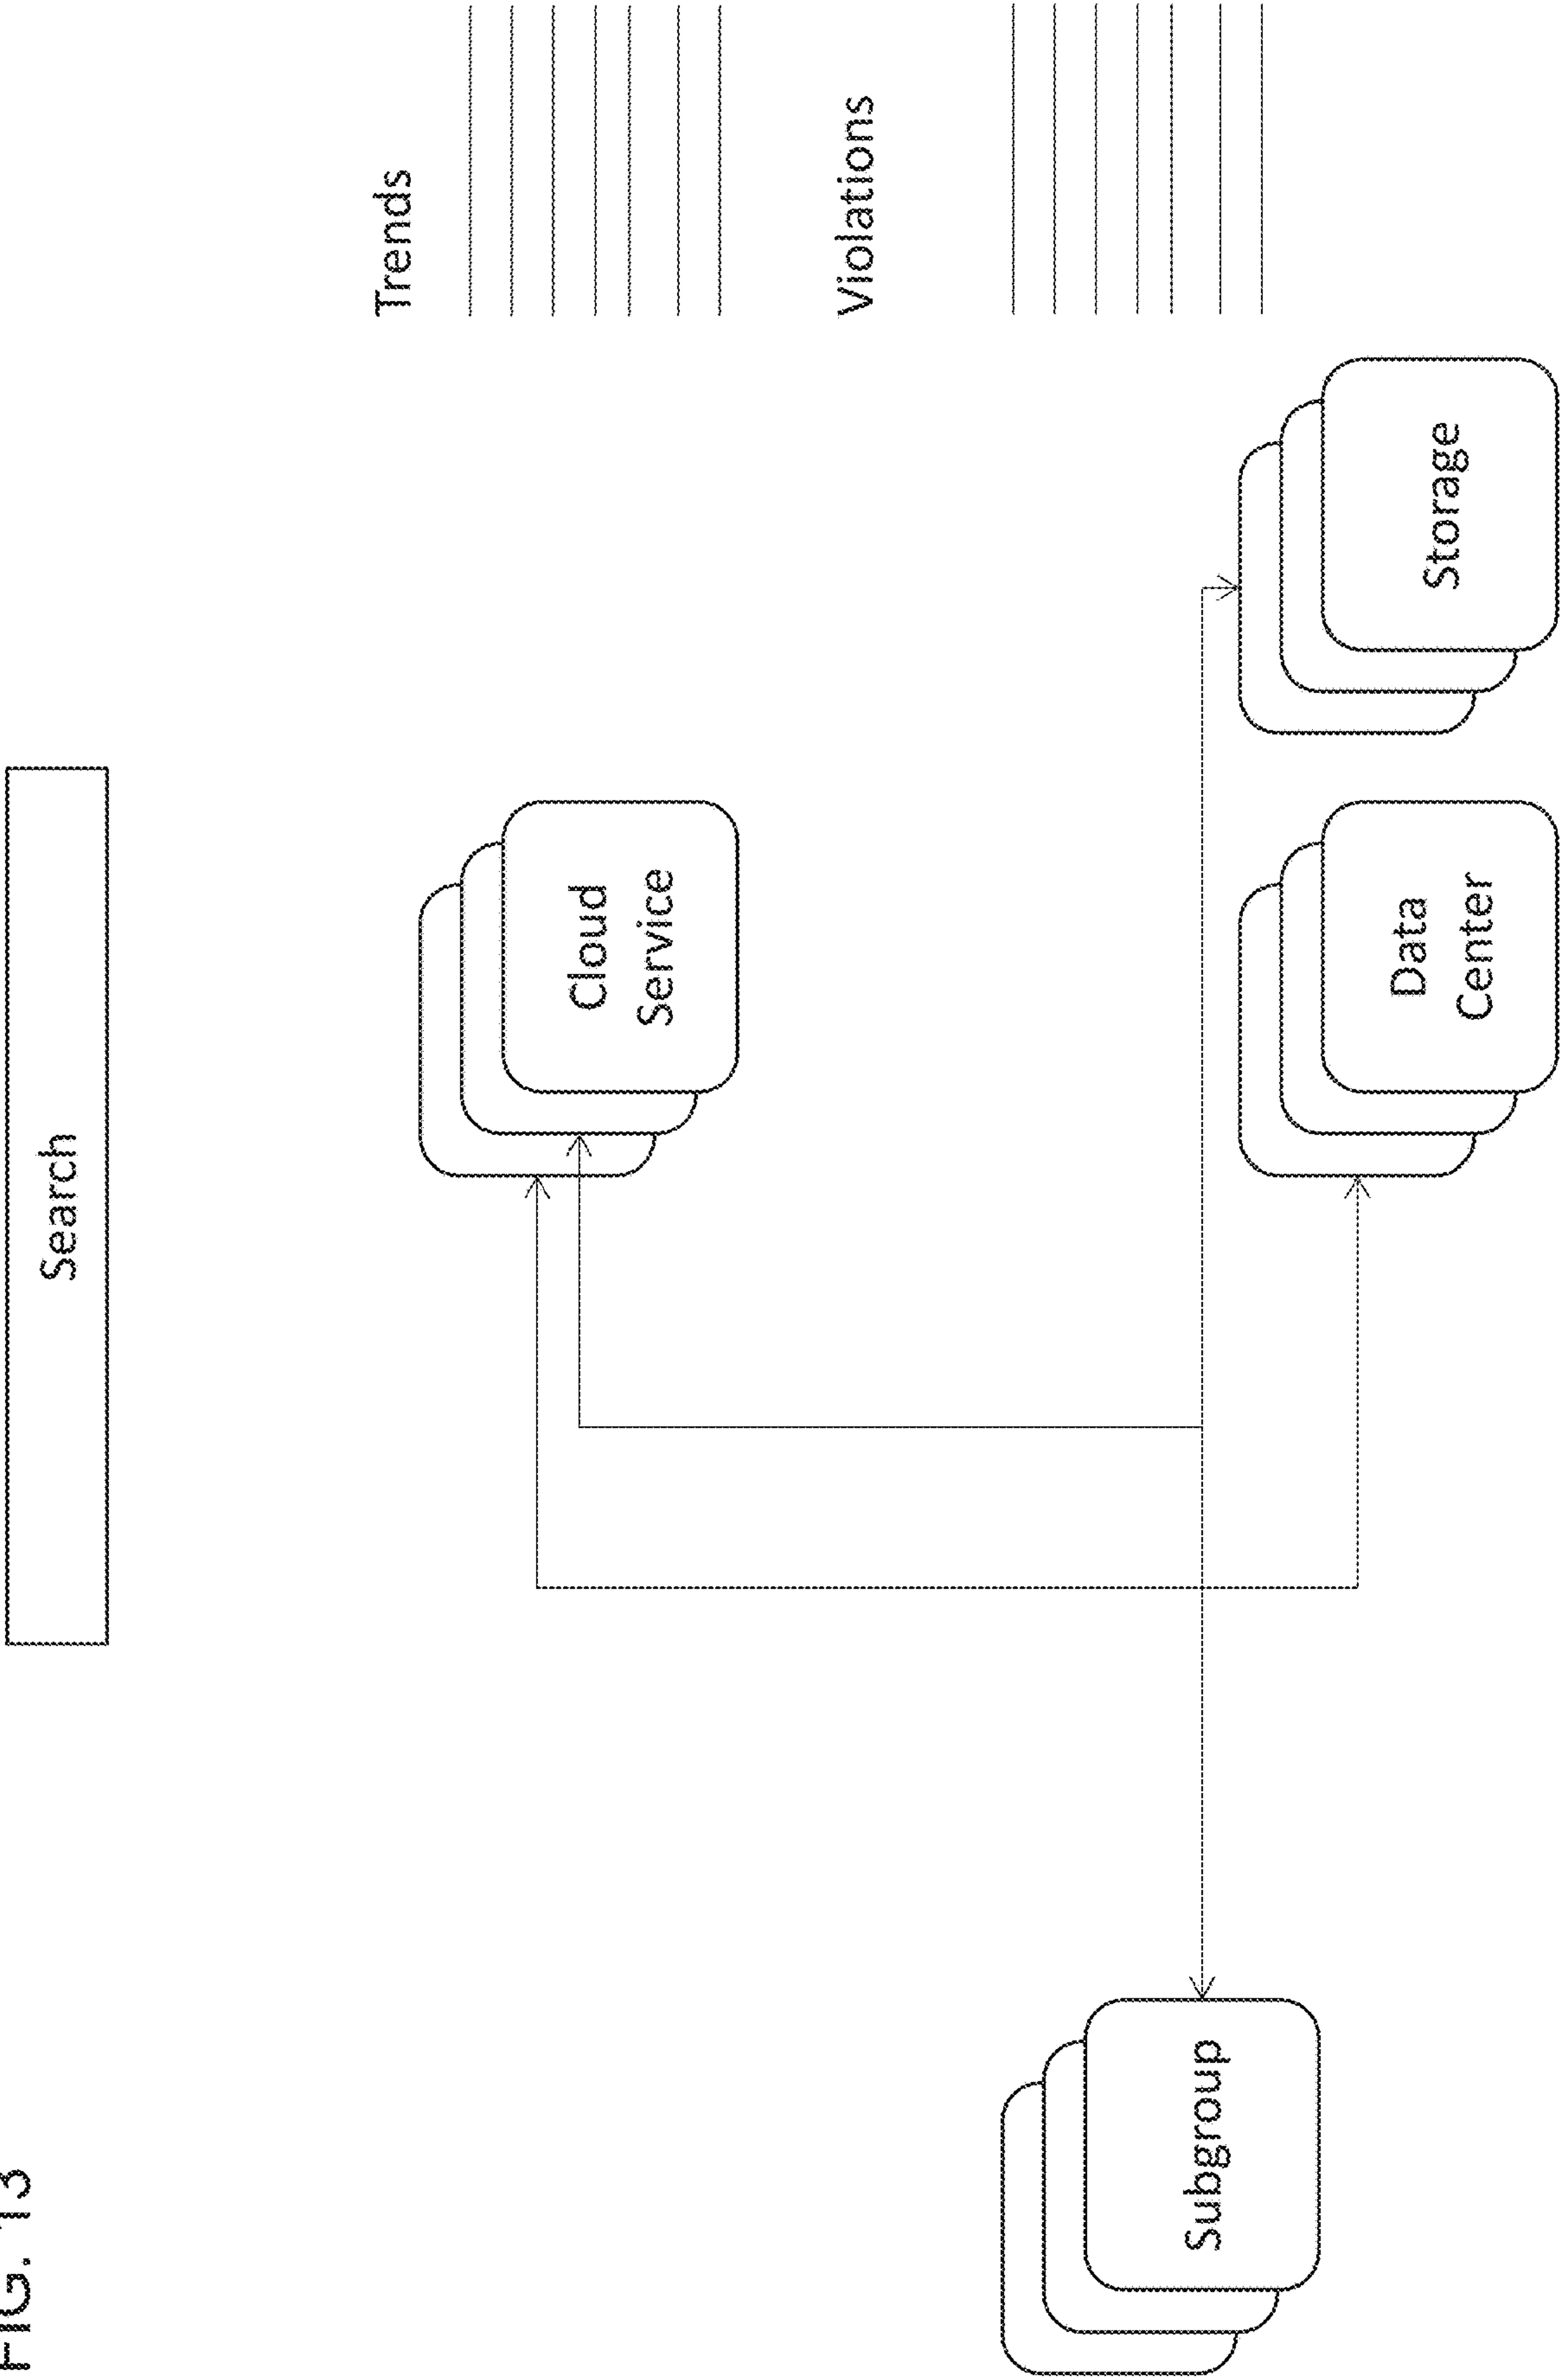 FIG. 13
Search
Trends
Cloud
Service
Violations
Subgroup
Data
Center
Storage